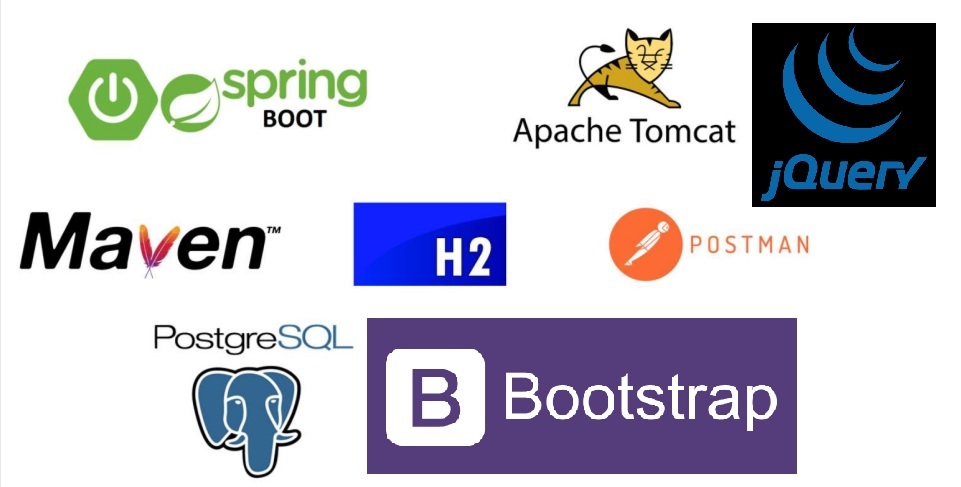 spring
BOOT
Apache Tomcat
jQuery
Maven™
H2
POSTMAN
PostgreSQL
B Bootstrap